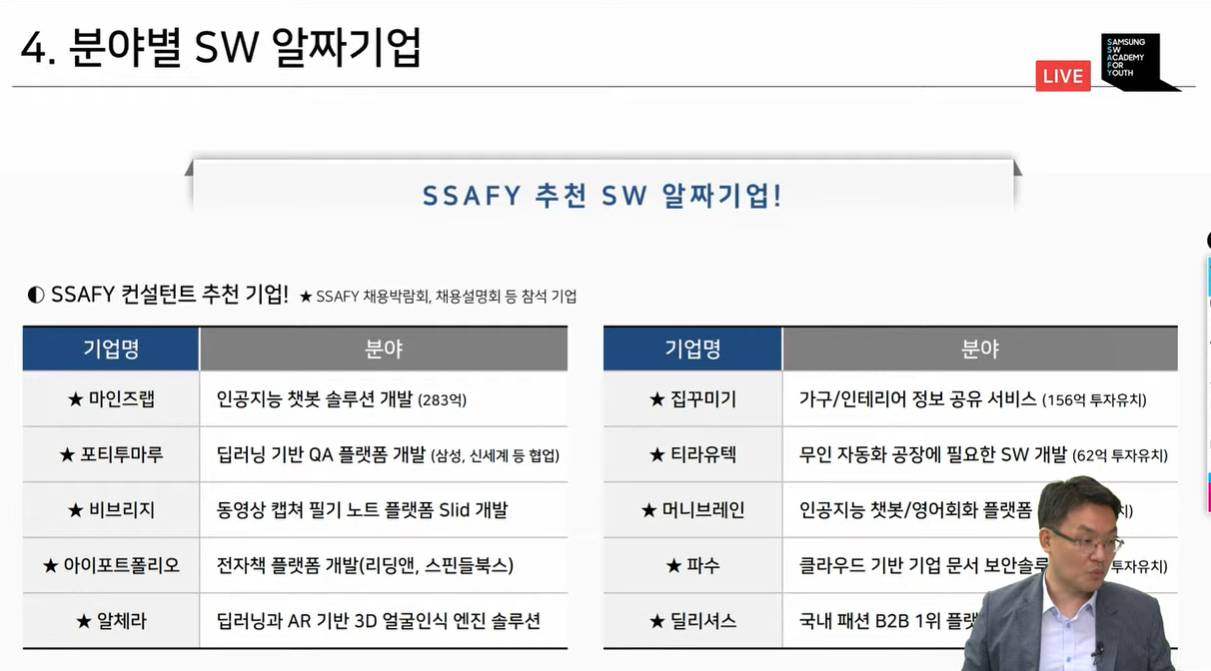 4. 분야별 SW 알짜기업
LIVE
SAMSUNG
SW
ACADEMY
FOR
YOUTH
SSAFY 추천 SW 알짜기업!
◐ SSAFY 컨설턴트 추천 기업! ★ SSAFY 채용박람회, 채용설명회 등 참석 기업
기업명 분야
★ 마인즈랩 인공지능 챗봇 솔루션 개발 (283억)
★ 포티투마루 딥러닝 기반 QA 플랫폼 개발 (삼성, 신세계 등 협업)
★ 비브리지 동영상 캡쳐 필기 노트 플랫폼 Slid 개발
★ 아이포트폴리오 전자책 플랫폼 개발(리딩앤, 스핀들북스)
★ 알체라 딥러닝과 AR 기반 3D 얼굴인식 엔진 솔루션
기업명 분야
★ 집꾸미기 가구/인테리어 정보 공유 서비스 (156억 투자유치)
★ 티라유텍 무인 자동화 공장에 필요한 SW 개발 (62억 투자유치)
★ 머니브레인 인공지능 챗봇/영어회화 플랫폼 치)
★ 파수 클라우드 기반 기업 문서 보안솔루 투자유치)
★ 딜리셔스 국내 패션 B2B 1위 플랫